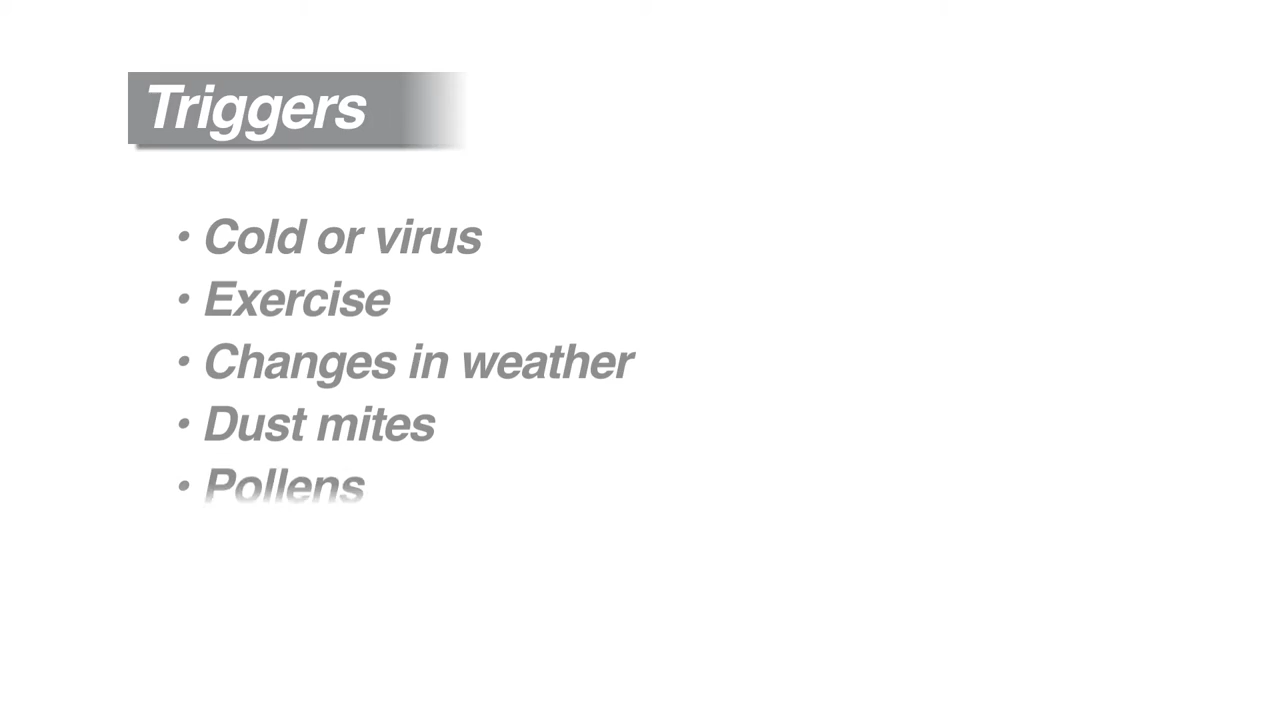 Triggers
• Cold or virus
• Exercise
• Changes in weather
• Dust mites
• Pollens